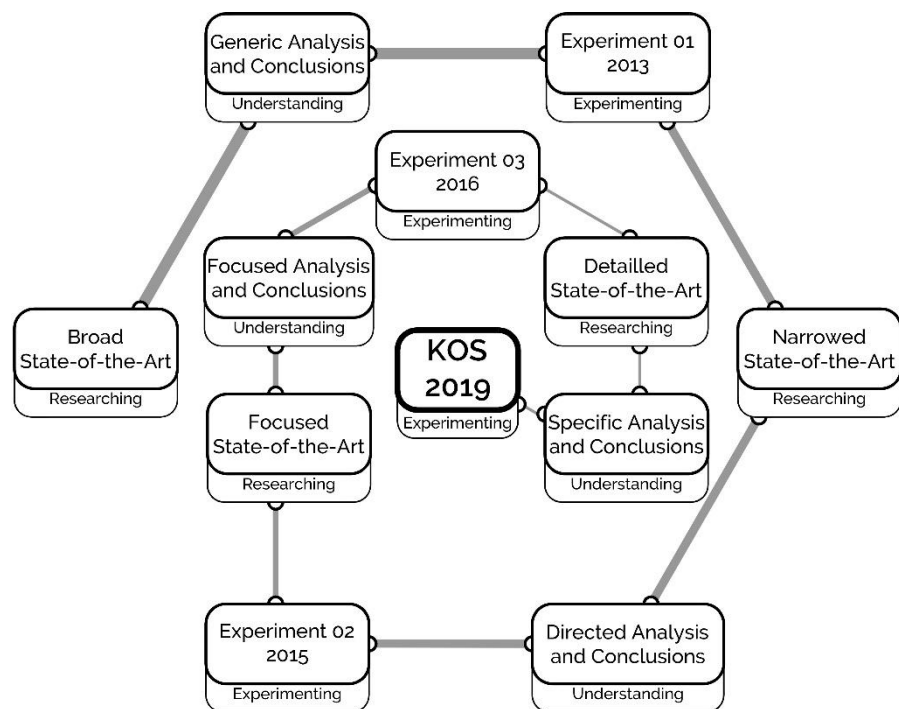 Generic Analysis
and Conclusions
Understanding
Experiment 01
2013
Experimenting
Experiment 03
2016
Experimenting
Focused Analysis
and Conclusions
Understanding
Detailled
State-of-the-Art
Researching
Broad
State-of-the-Art
Researching
KOS
2019
Experimenting
Narrowed
State-of-the-Art
Researching
Focused
State-of-the-Art
Researching
Specific Analysis
and Conclusions
Understanding
Experiment 02
2015
Experimenting
Directed Analysis
and Conclusions
Understanding